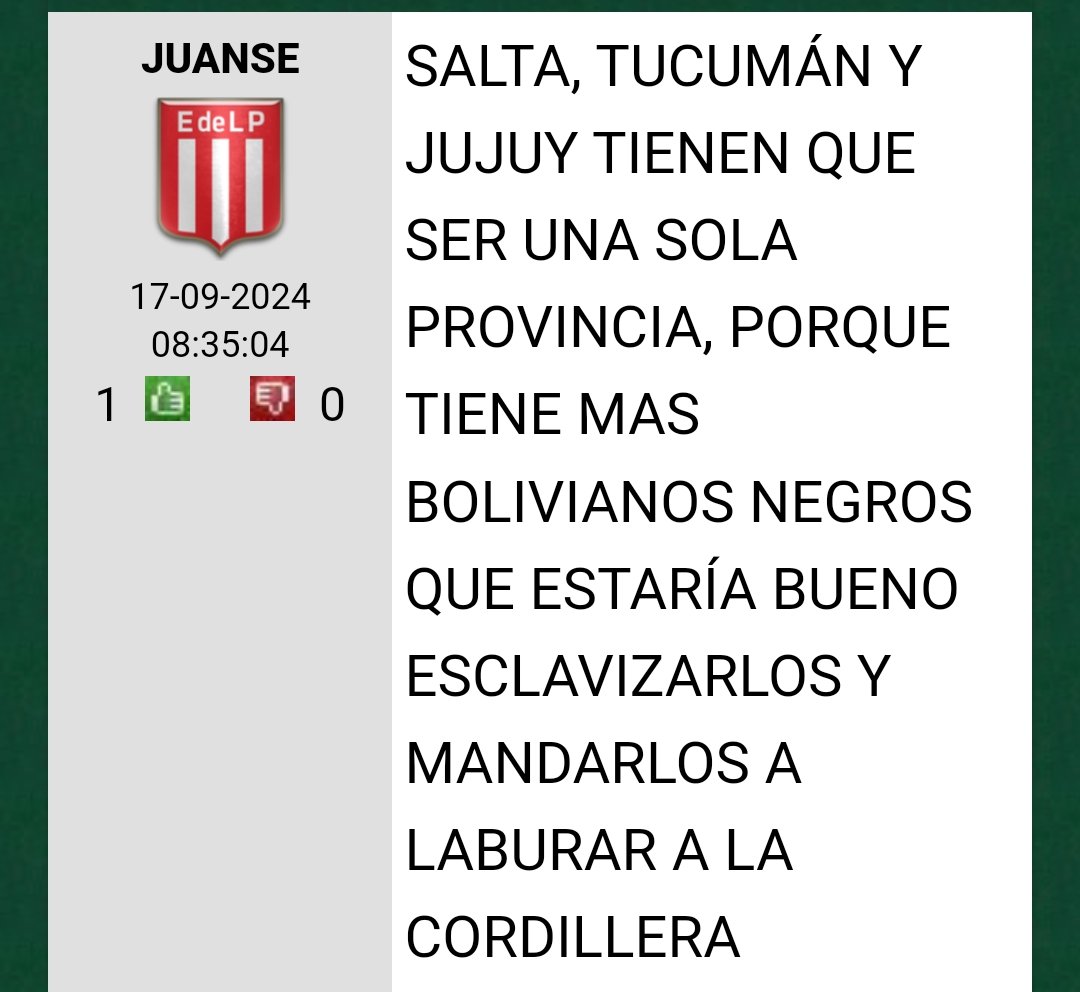 JUANSE
E de L P
17-09-2024
08:35:04
1 0
SALTA, TUCUMÁN Y
JUJUY TIENEN QUE
SER UNA SOLA
PROVINCIA, PORQUE
TIENE MAS
BOLIVIANOS NEGROS
QUE ESTARÍA BUENO
ESCLAVIZARLOS Y
MANDARLOS A
LABURAR A LA
CORDILLERA